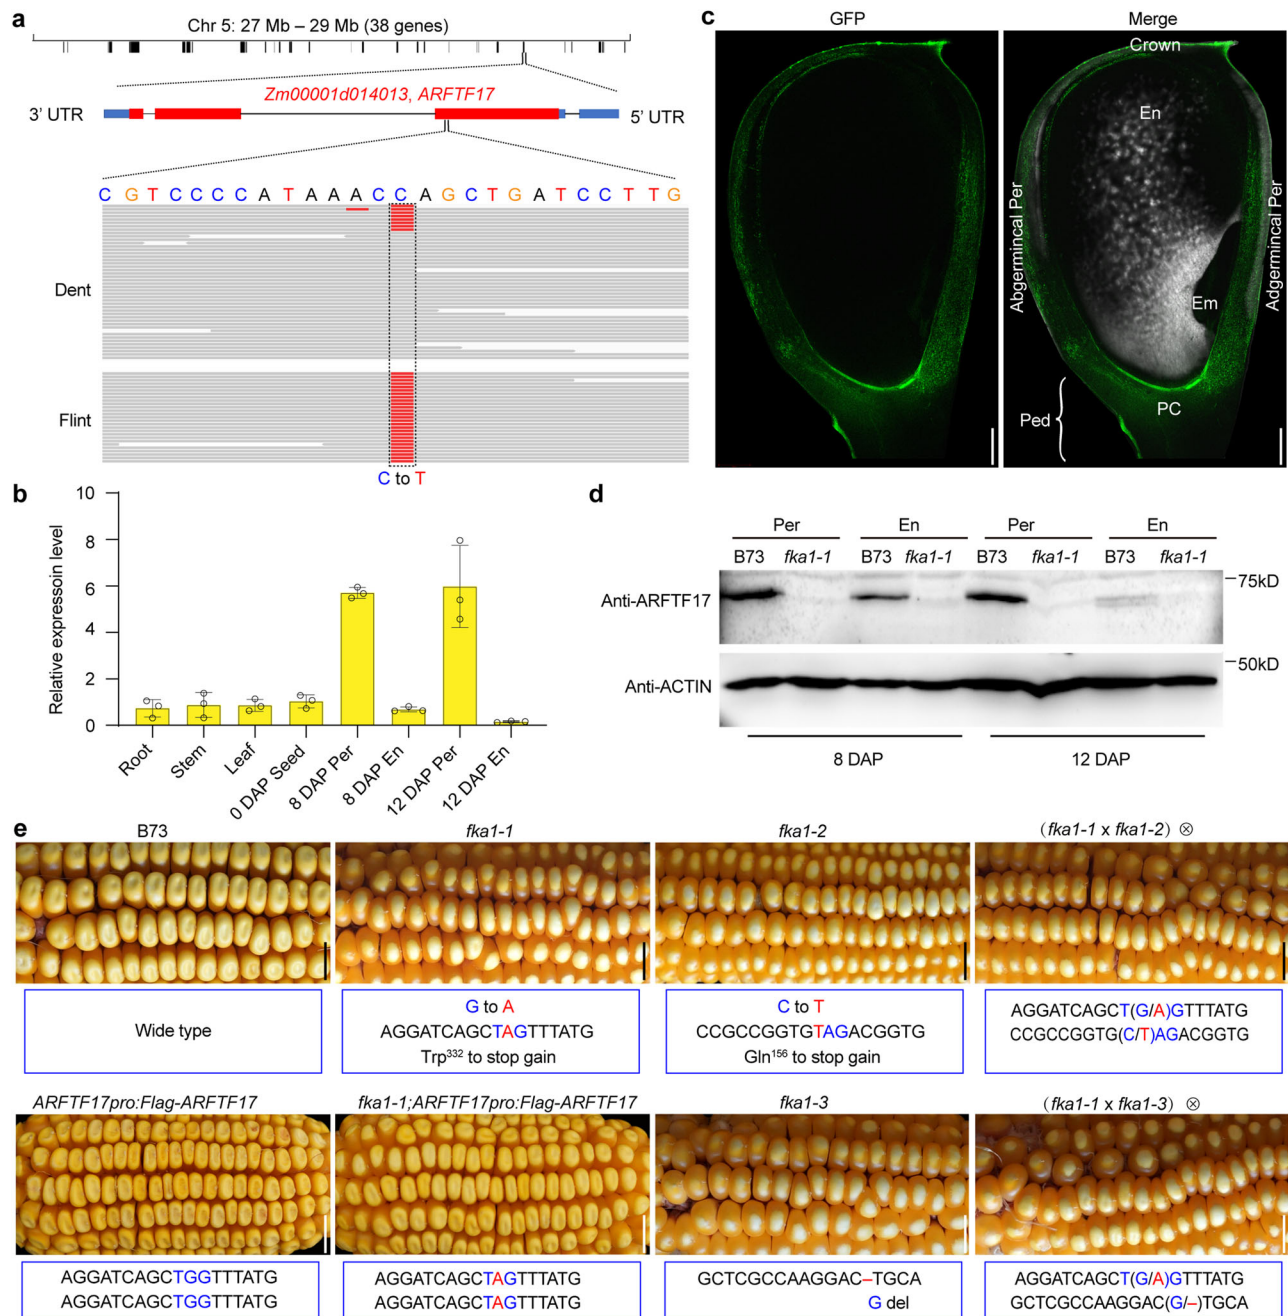 a
Chr 5: 27 Mb – 29 Mb (38 genes)
Zm00001d014013, ARFTF17
3’ UTR
5’ UTR
C G T C C C C A T A A A C C A G C T G A T C C T T G
Dent
Flint
C to T
b
Relative expressoin level
10
8
6
4
2
0
Root
Stem
Leaf
0 DAP Seed
8 DAP Per
8 DAP En
12 DAP Per
12 DAP En
c
GFP
Merge
Crown
En
Abgermincal Per
Adgermincal Per
Em
PC
Ped
d
Per En Per En
B73 fka1-1 B73 fka1-1 B73 fka1-1 B73 fka1-1
Anti-ARFTF17
75kD
Anti-ACTIN
50kD
8 DAP
12 DAP
e
B73
fka1-1
fka1-2
(fka1-1 x fka1-2) ⊗
Wide type
G to A
AGGATCAGCTAGTTTATG
Trp332 to stop gain
C to T
CCGCCGGTGTAGACGGTG
Gln156 to stop gain
AGGATCAGCT(G/A)GTTTATG
CCGCCGGTG(C/T)AGACGGTG
ARFTF17pro:Flag-ARFTF17
fka1-1;ARFTF17pro:Flag-ARFTF17
fka1-3
(fka1-1 x fka1-3) ⊗
AGGATCAGCTGGTTTATG
AGGATCAGCTGGTTTATG
AGGATCAGCTAGTTTATG
AGGATCAGCTAGTTTATG
GCTCGCCAAGGAC–TGCA
G del
AGGATCAGCT(G/A)GTTTATG
GCTCGCCAAGGAC(G/–)TGCA